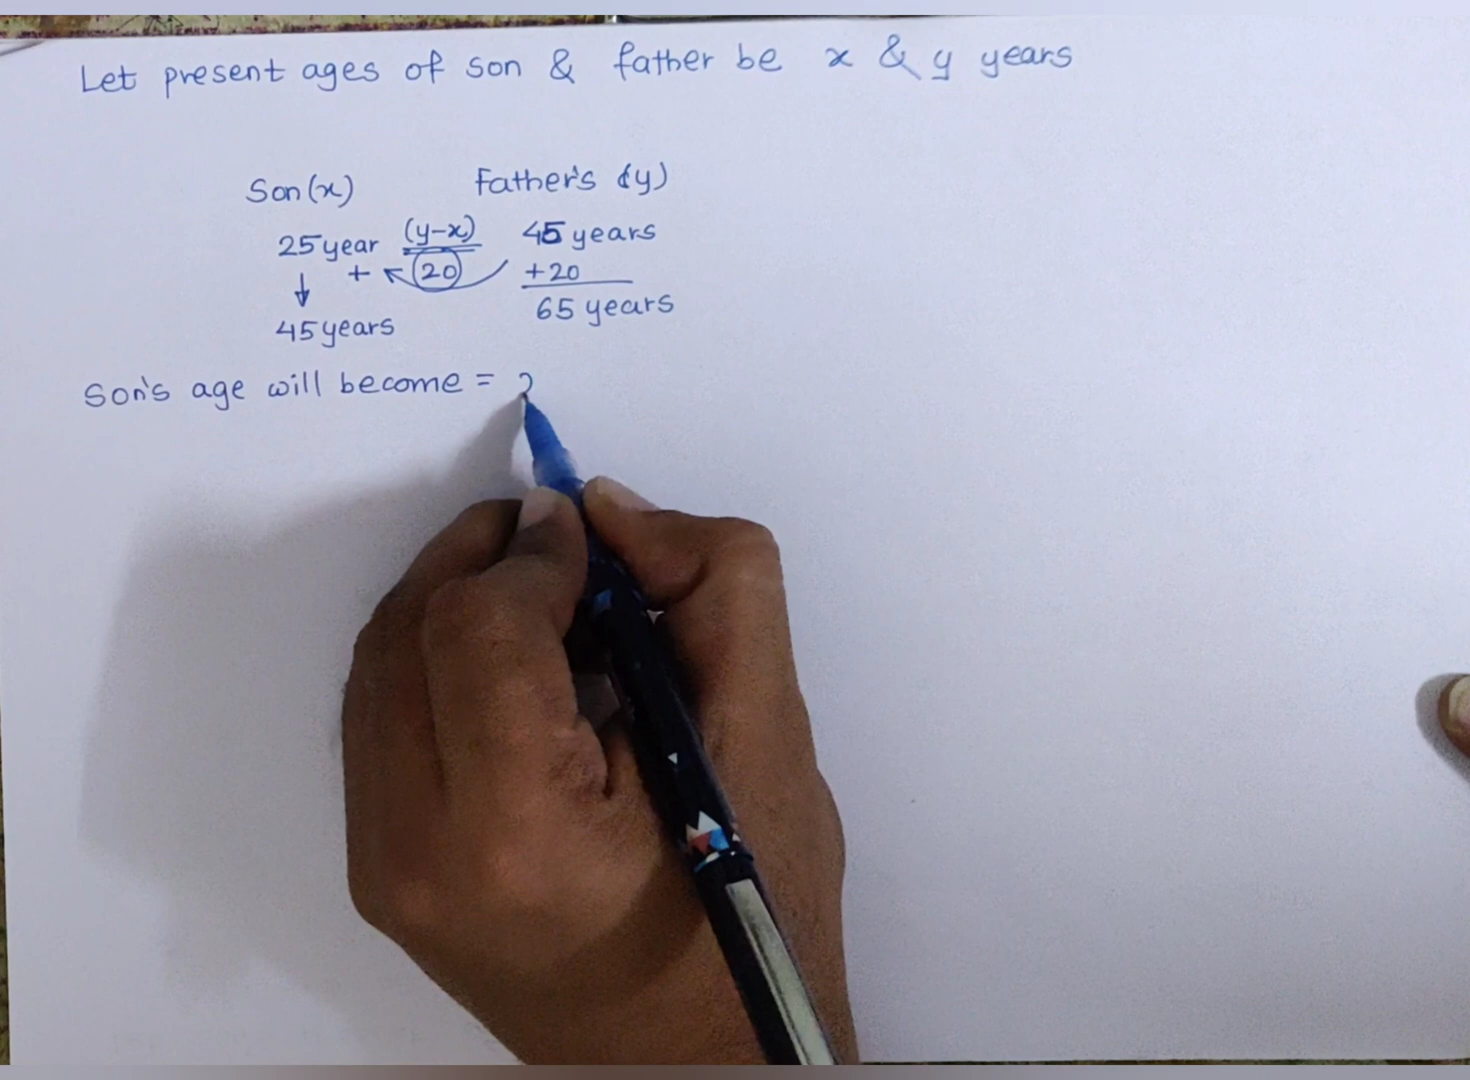 Let present ages of son & father be x & y years
Son(x) Father's (y)
25 year (y-x) 45 years
+ 20 +20
↓
45 years 65 years
Son's age will become =